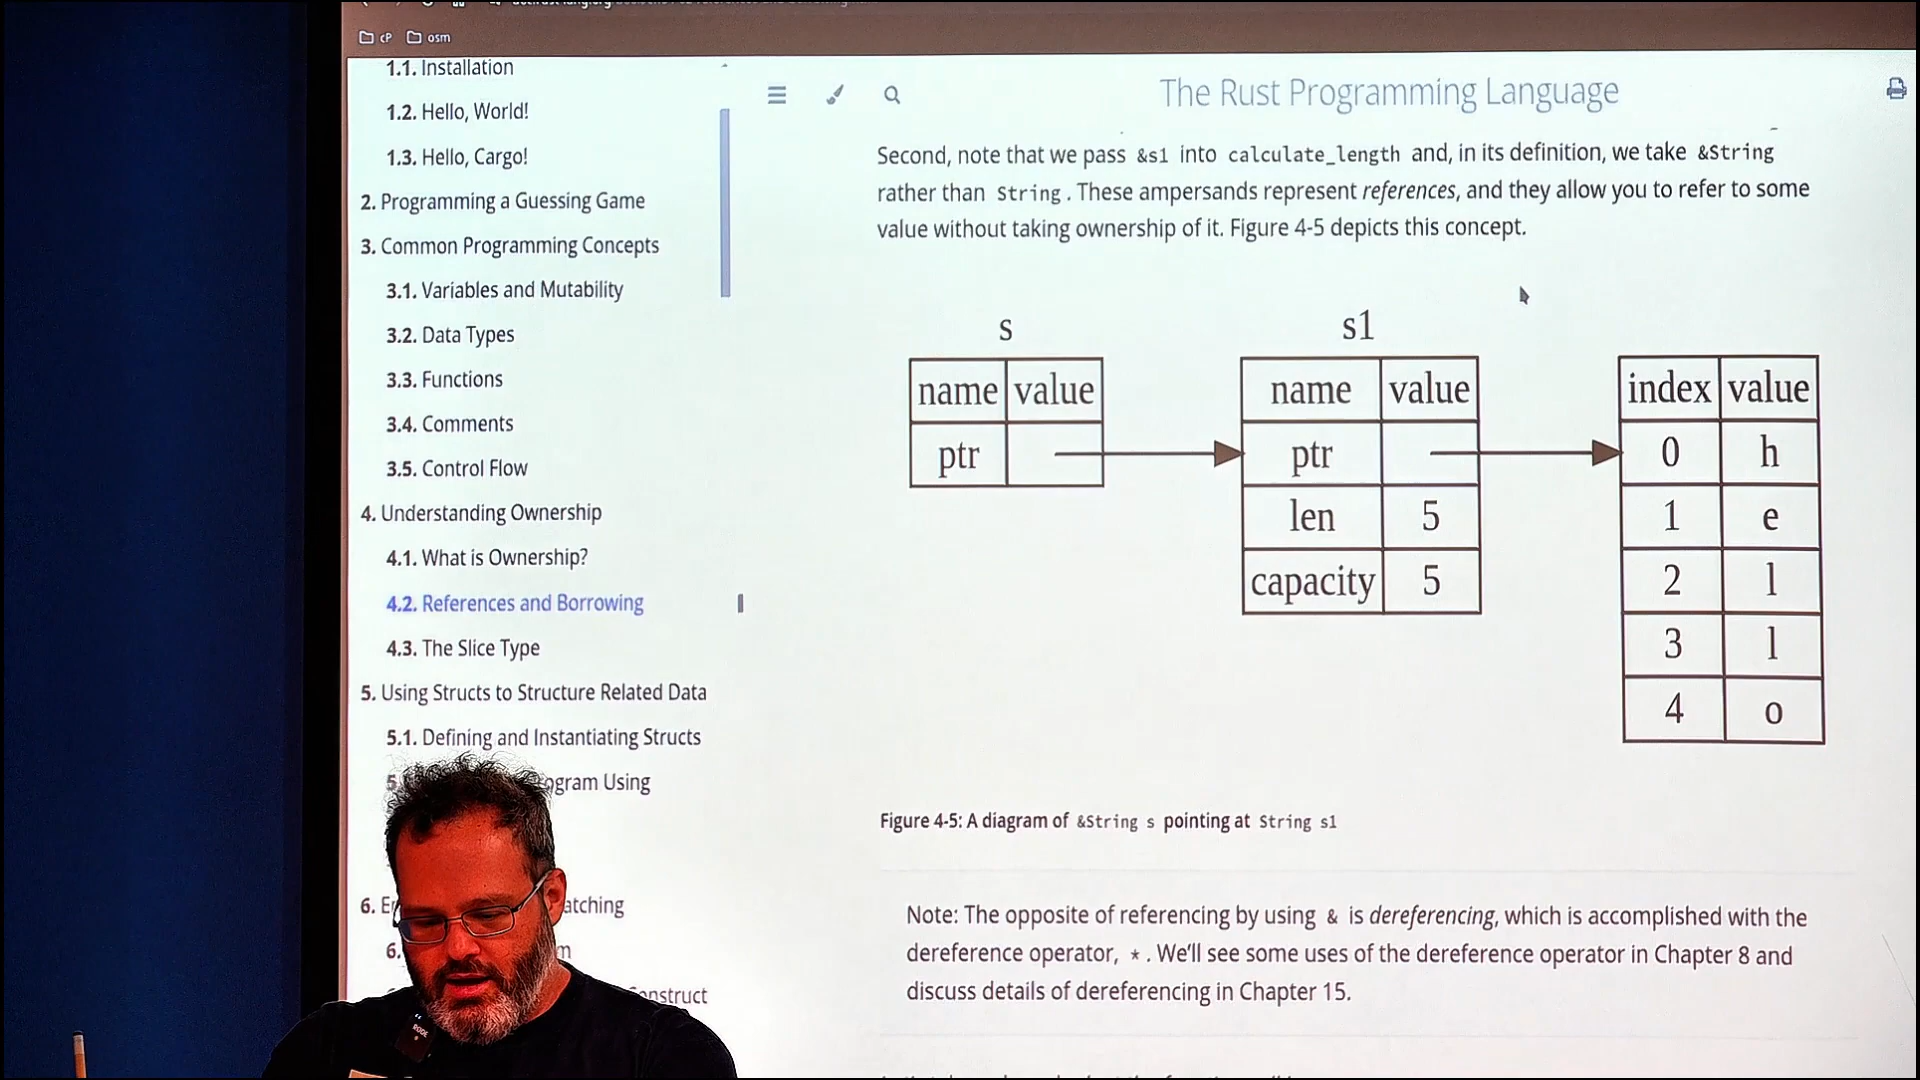 cP osm
1.1. Installation
1.2. Hello, World!
1.3. Hello, Cargo!
2. Programming a Guessing Game
3. Common Programming Concepts
3.1. Variables and Mutability
3.2. Data Types
3.3. Functions
3.4. Comments
3.5. Control Flow
4. Understanding Ownership
4.1. What is Ownership?
4.2. References and Borrowing
4.3. The Slice Type
5. Using Structs to Structure Related Data
5.1. Defining and Instantiating Structs
5. ogram Using
6. E atching
6. m
onstruct
The Rust Programming Language
Second, note that we pass &s1 into calculate_length and, in its definition, we take &String
rather than String. These ampersands represent references, and they allow you to refer to some
value without taking ownership of it. Figure 4-5 depicts this concept.
s
name value
ptr
s1
name value
ptr
len 5
capacity 5
index value
0 h
1 e
2 l
3 l
4 o
Figure 4-5: A diagram of &String s pointing at String s1
Note: The opposite of referencing by using & is dereferencing, which is accomplished with the
dereference operator, *. We'll see some uses of the dereference operator in Chapter 8 and
discuss details of dereferencing in Chapter 15.
RODE